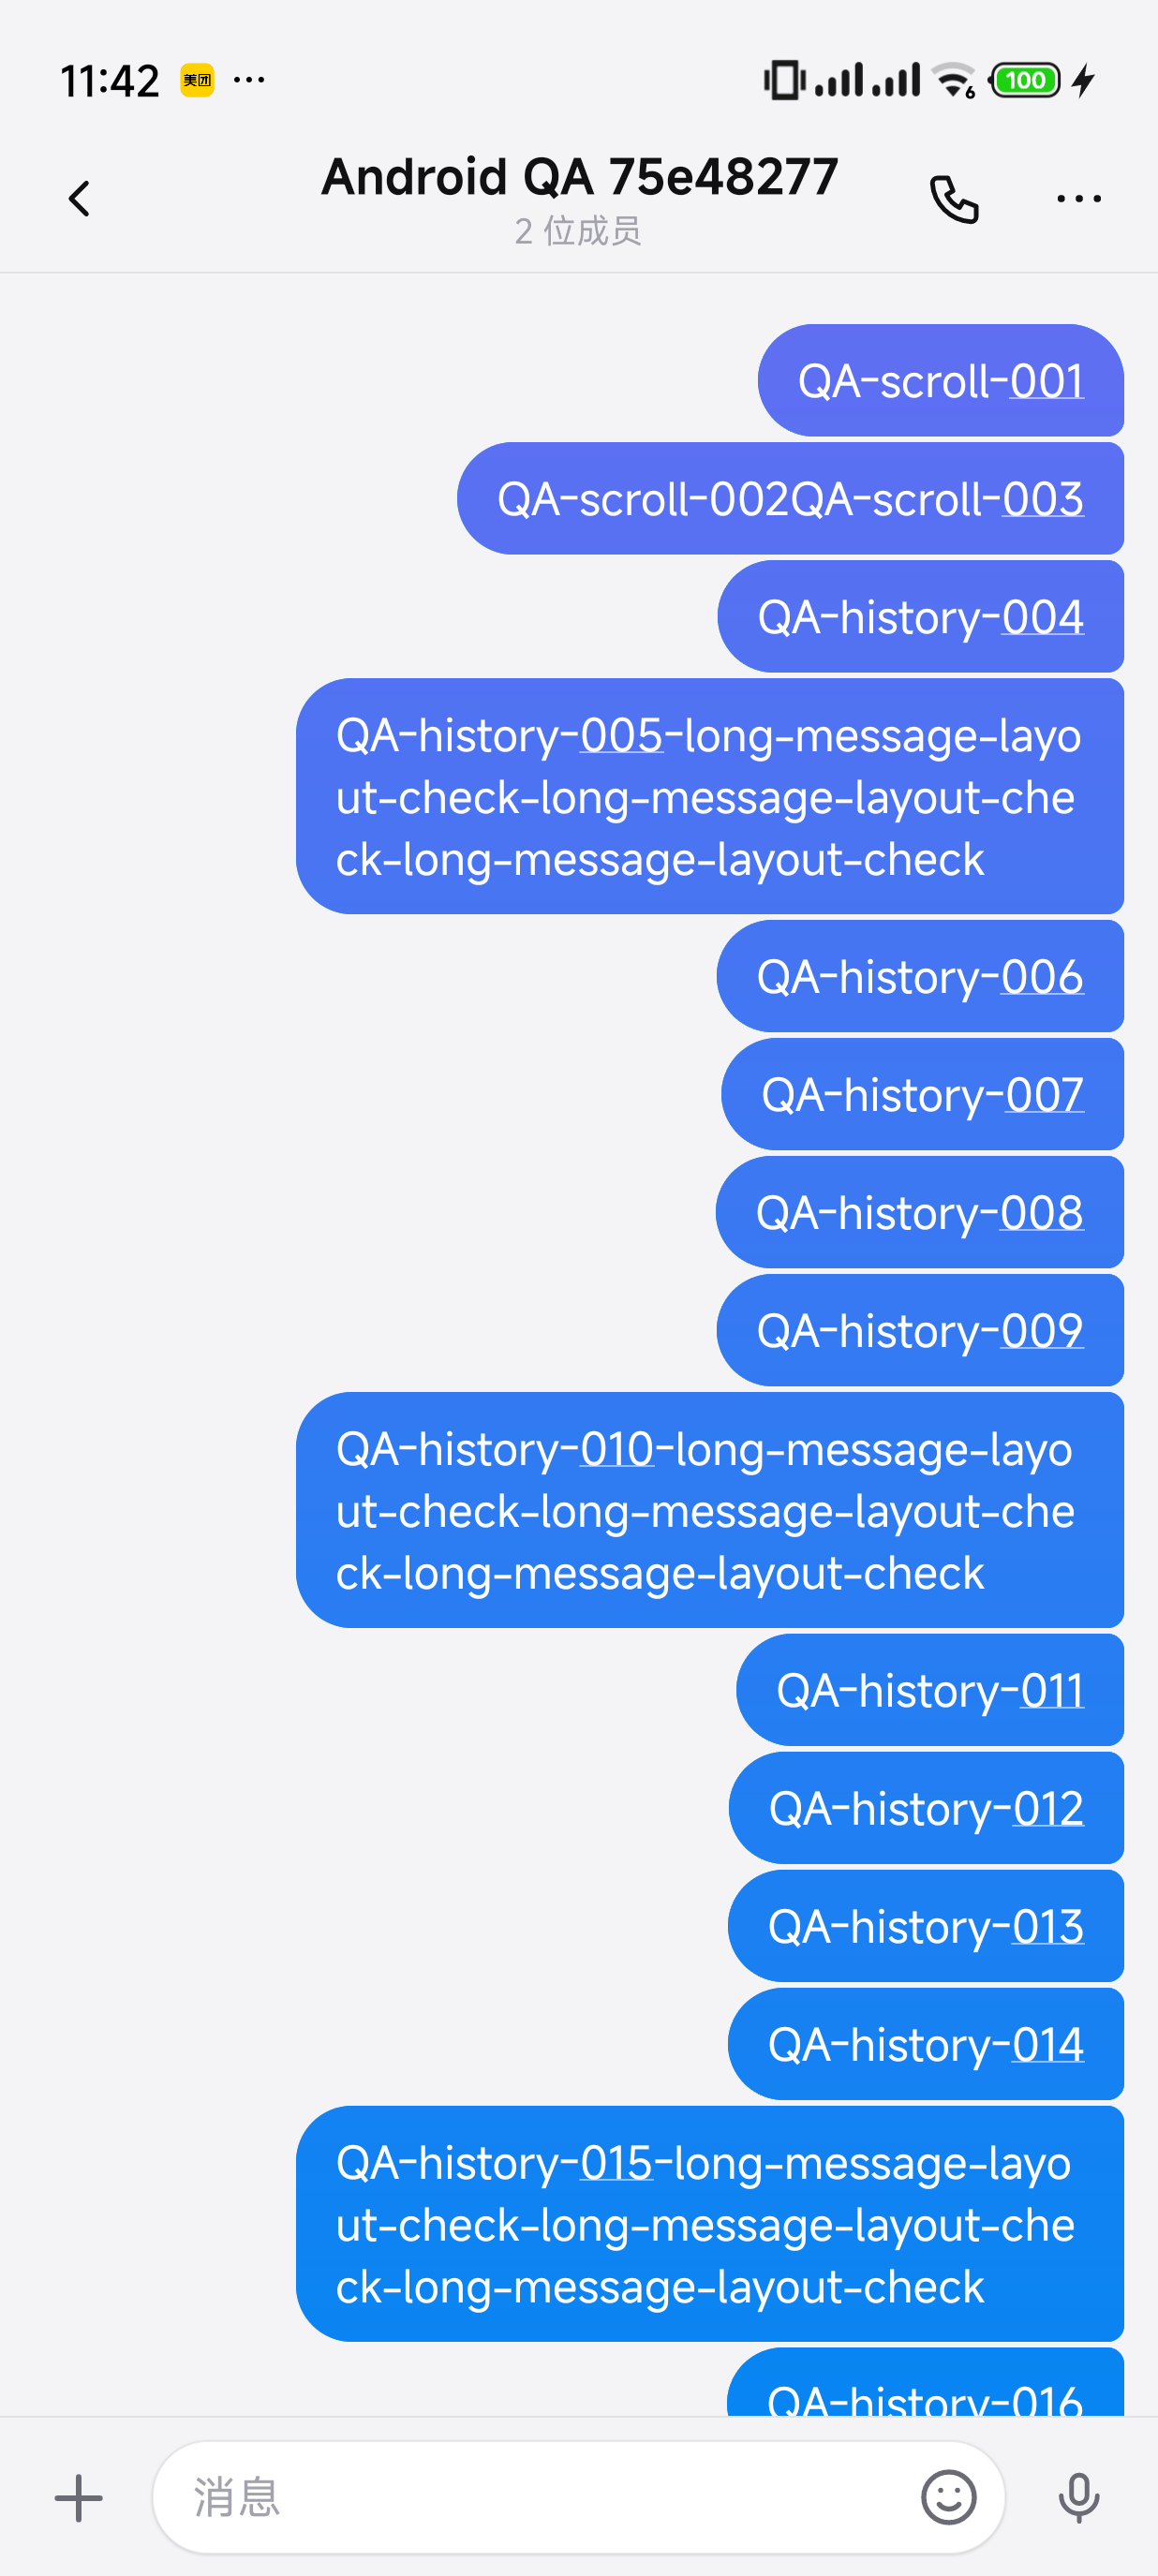 11:42 美团 ...
6 100
Android QA 75e48277
2 位成员
QA-scroll-001
QA-scroll-002QA-scroll-003
QA-history-004
QA-history-005-long-message-layo
ut-check-long-message-layout-che
ck-long-message-layout-check
QA-history-006
QA-history-007
QA-history-008
QA-history-009
QA-history-010-long-message-layo
ut-check-long-message-layout-che
ck-long-message-layout-check
QA-history-011
QA-history-012
QA-history-013
QA-history-014
QA-history-015-long-message-layo
ut-check-long-message-layout-che
ck-long-message-layout-check
QA-history-016
消息